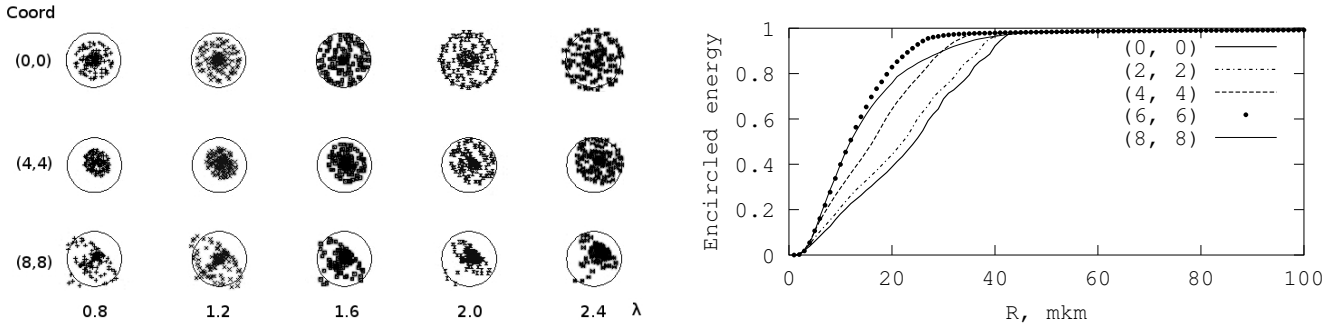 Coord
(0,0)
(4,4)
(8,8)
0.8 1.2 1.6 2.0 2.4 λ
Encircled energy
1
0.8
0.6
0.4
0.2
0
(0, 0)
(2, 2)
(4, 4)
(6, 6)
(8, 8)
0 20 40 60 80 100
R, mkm